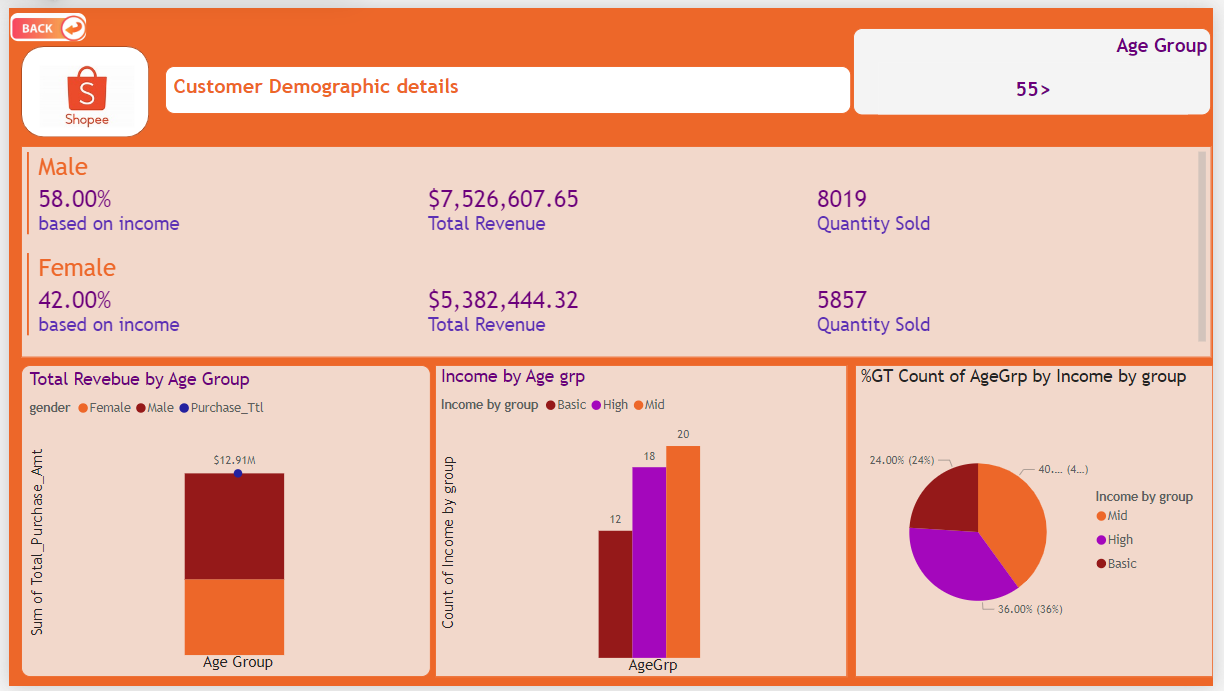 BACK
Shopee
Customer Demographic details
Age Group
55>
Male
58.00%
based on income
$7,526,607.65
Total Revenue
8019
Quantity Sold
Female
42.00%
based on income
$5,382,444.32
Total Revenue
5857
Quantity Sold
Total Revebue by Age Group
gender Female Male Purchase_Ttl
Sum of Total_Purchase_Amt
$12.91M
Age Group
Income by Age grp
Income by group Basic High Mid
Count of Income by group
12
18
20
AgeGrp
%GT Count of AgeGrp by Income by group
24.00% (24%)
40.... (4...)
36.00% (36%)
Income by group
Mid
High
Basic